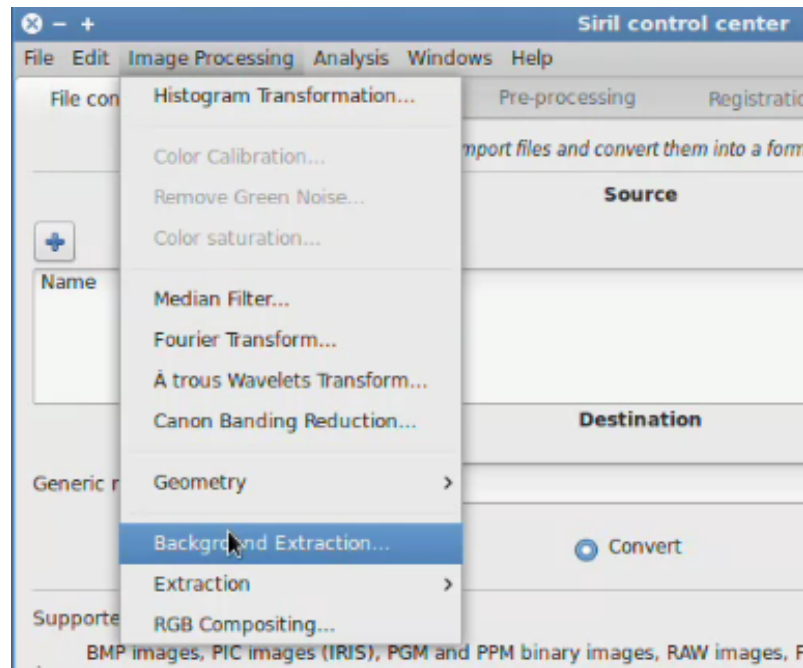 Siril control center
File Edit Image Processing Analysis Windows Help
File con Histogram Transformation... Pre-processing Registratio
Color Calibration... mport files and convert them into a form
Remove Green Noise... Source
Color saturation...
Name
Median Filter...
Fourier Transform...
À trous Wavelets Transform...
Canon Banding Reduction... Destination
Generic r Geometry
Background Extraction... Convert
Extraction
Supporte RGB Compositing...
BMP images, PIC images (IRIS), PGM and PPM binary images, RAW images,